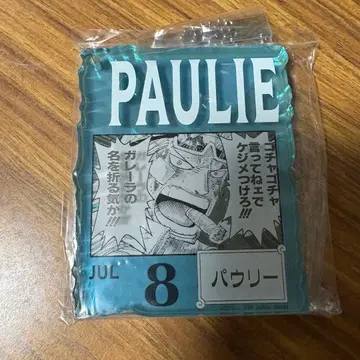 PAULIE
ゴチャゴチャ
言ってねェで
ケジメつけろ!!!
ガレーラの
名を折る気か!!!
JUL
8
パウリー